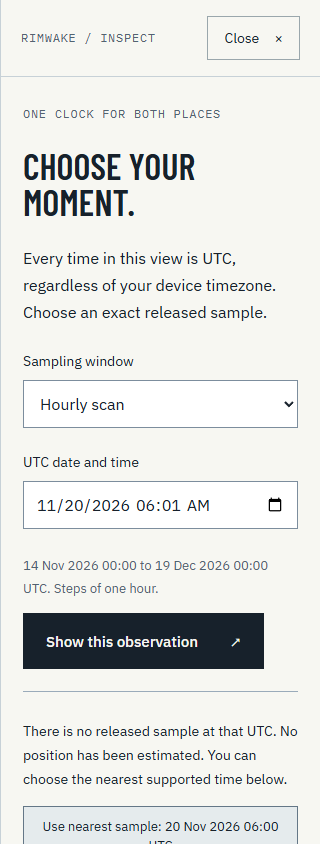 RIMWAKE / INSPECT
Close ×
ONE CLOCK FOR BOTH PLACES
CHOOSE YOUR
MOMENT.
Every time in this view is UTC,
regardless of your device timezone.
Choose an exact released sample.
Sampling window
Hourly scan
UTC date and time
11/20/2026 06:01 AM
14 Nov 2026 00:00 to 19 Dec 2026 00:00
UTC. Steps of one hour.
Show this observation ↗
There is no released sample at that UTC. No
position has been estimated. You can
choose the nearest supported time below.
Use nearest sample: 20 Nov 2026 06:00
UTC